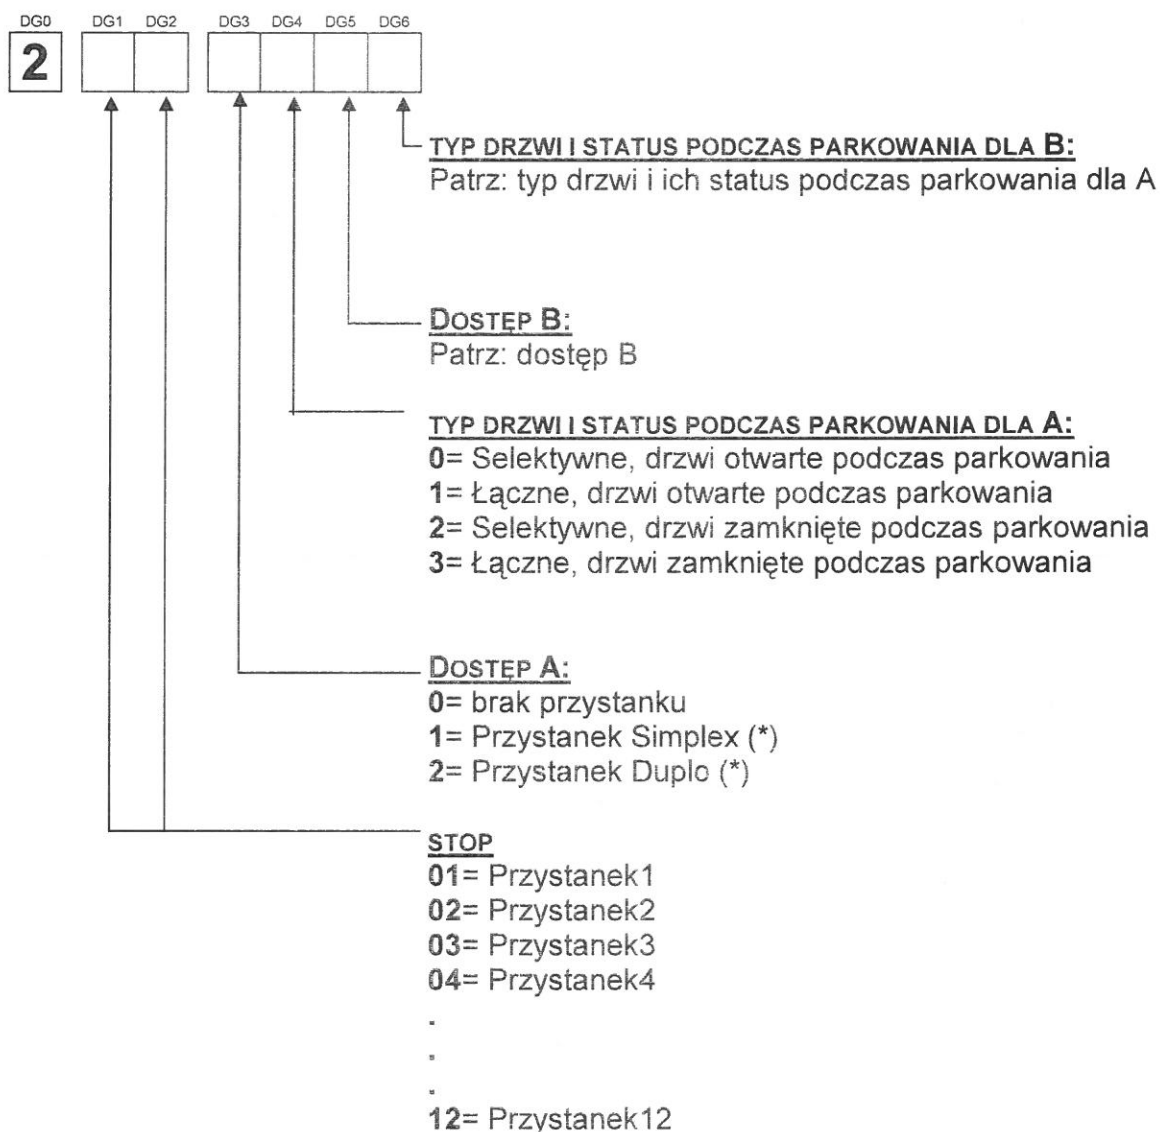 DG0 DG1 DG2 DG3 DG4 DG5 DG6
2
TYP DRZWI I STATUS PODCZAS PARKOWANIA DLA B:
Patrz: typ drzwi i ich status podczas parkowania dla A
DOSTĘP B:
Patrz: dostęp B
TYP DRZWI I STATUS PODCZAS PARKOWANIA DLA A:
0= Selektywne, drzwi otwarte podczas parkowania
1= Łączne, drzwi otwarte podczas parkowania
2= Selektywne, drzwi zamknięte podczas parkowania
3= Łączne, drzwi zamknięte podczas parkowania
DOSTĘP A:
0= brak przystanku
1= Przystanek Simplex (*)
2= Przystanek Duplo (*)
STOP
01= Przystanek1
02= Przystanek2
03= Przystanek3
04= Przystanek4
.
.
.
12= Przystanek12